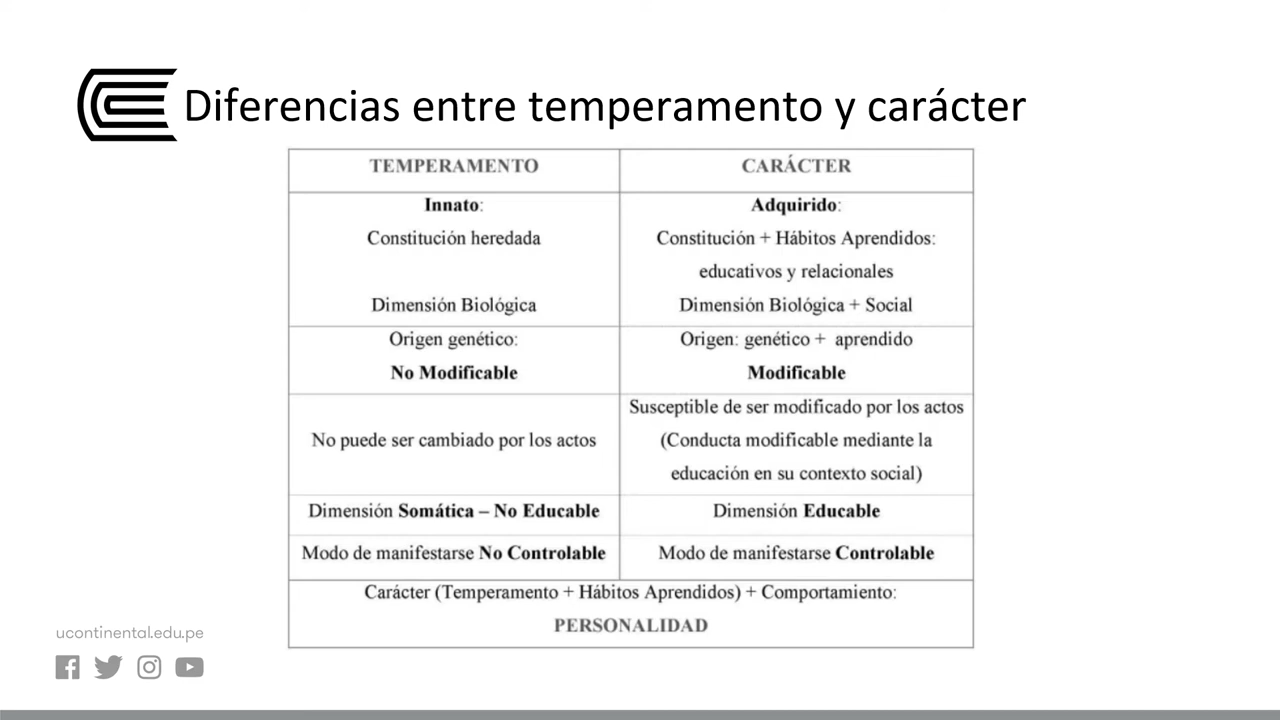 Diferencias entre temperamento y carácter
TEMPERAMENTO
CARÁCTER
Innato:
Constitución heredada
Dimensión Biológica
Adquirido:
Constitución + Hábitos Aprendidos:
educativos y relacionales
Dimensión Biológica + Social
Origen genético:
No Modificable
Origen: genético + aprendido
Modificable
No puede ser cambiado por los actos
Susceptible de ser modificado por los actos
(Conducta modificable mediante la
educación en su contexto social)
Dimensión Somática – No Educable
Dimensión Educable
Modo de manifestarse No Controlable
Modo de manifestarse Controlable
Carácter (Temperamento + Hábitos Aprendidos) + Comportamiento:
PERSONALIDAD
ucontinental.edu.pe